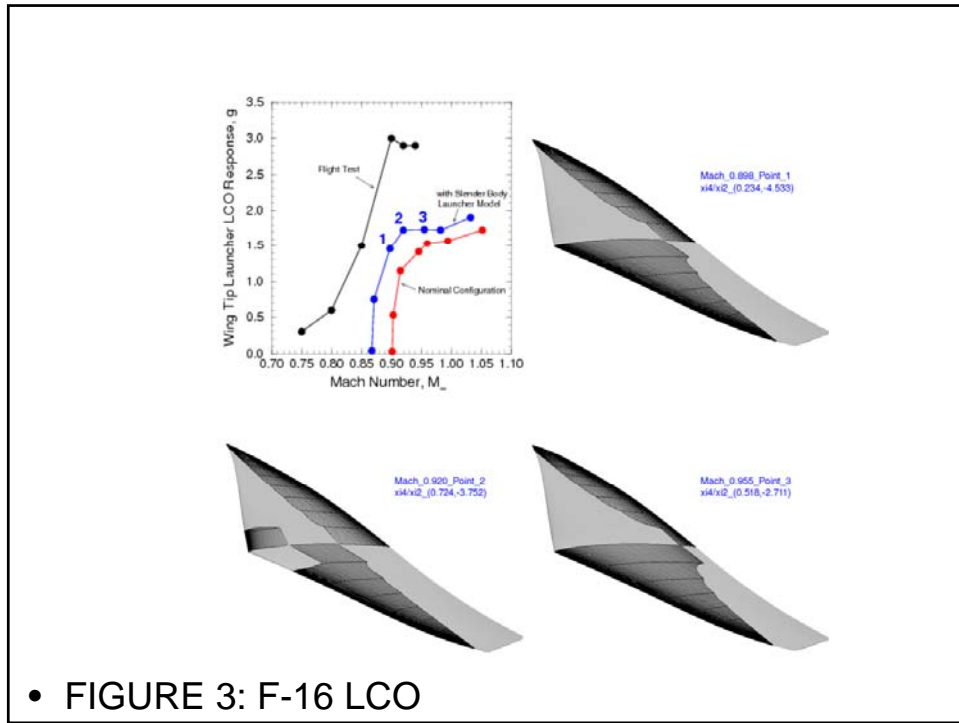 3.5
3.0
2.5
2.0
1.5
1.0
0.5
0.0
Wing Tip Launcher LCO Response, g
Flight Test
with Slender Body
Launcher Model
1
2
3
Nominal Configuration
0.70 0.75 0.80 0.85 0.90 0.95 1.00 1.05 1.10
Mach Number, M∞
Mach_0.898_Point_1
xi4/xi2_(0.234,-4.533)
Mach_0.920_Point_2
xi4/xi2_(0.724,-3.752)
Mach_0.955_Point_3
xi4/xi2_(0.518,-2.711)
• FIGURE 3: F-16 LCO